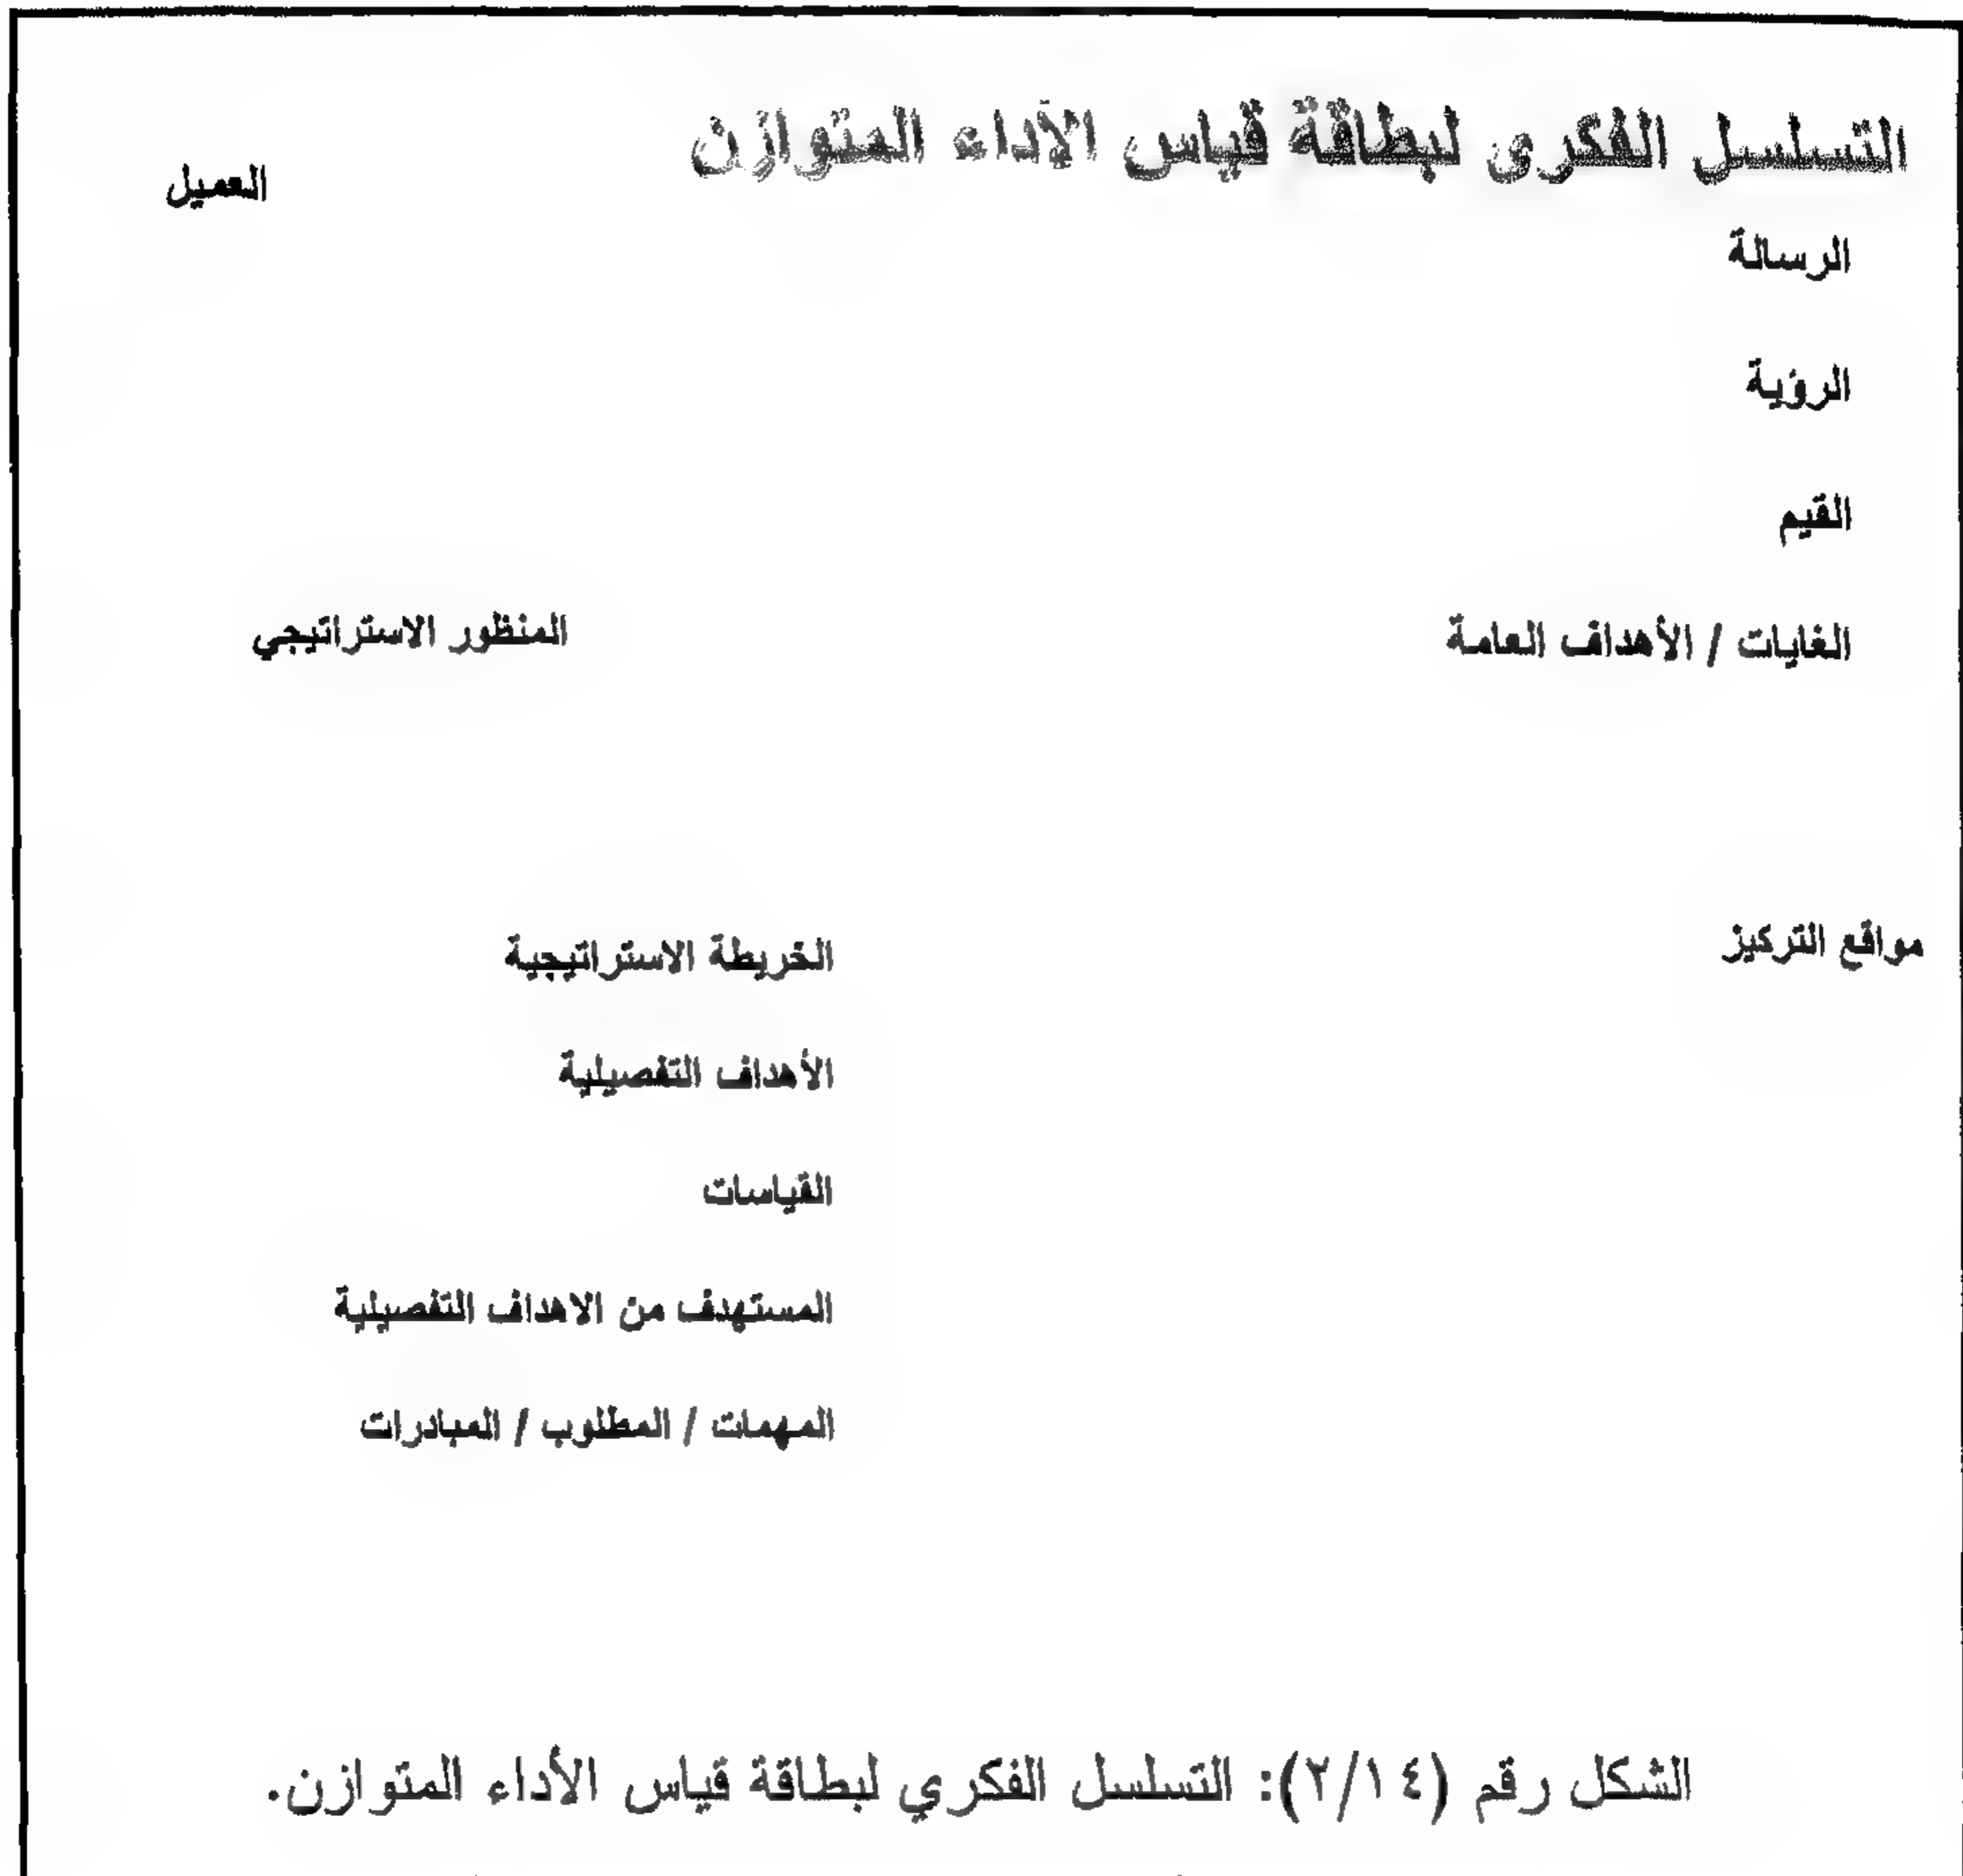 التسلسل الفكرى لبطاقة قياس الأداء المتوازن
العميل
الرسالة
الرؤية
القيم
الغايات / الأهداف العامة
المنظور الاستراتيجي
مواقع التركيز
الخريطة الاستراتيجية
الأهداف التفصيلية
القياسات
المستهدف من الاهداف التفصيلية
المهمات / المطلوب / المبادرات
الشكل رقم (٢/١٤): التسلسل الفكري لبطاقة قياس الأداء المتوازن.